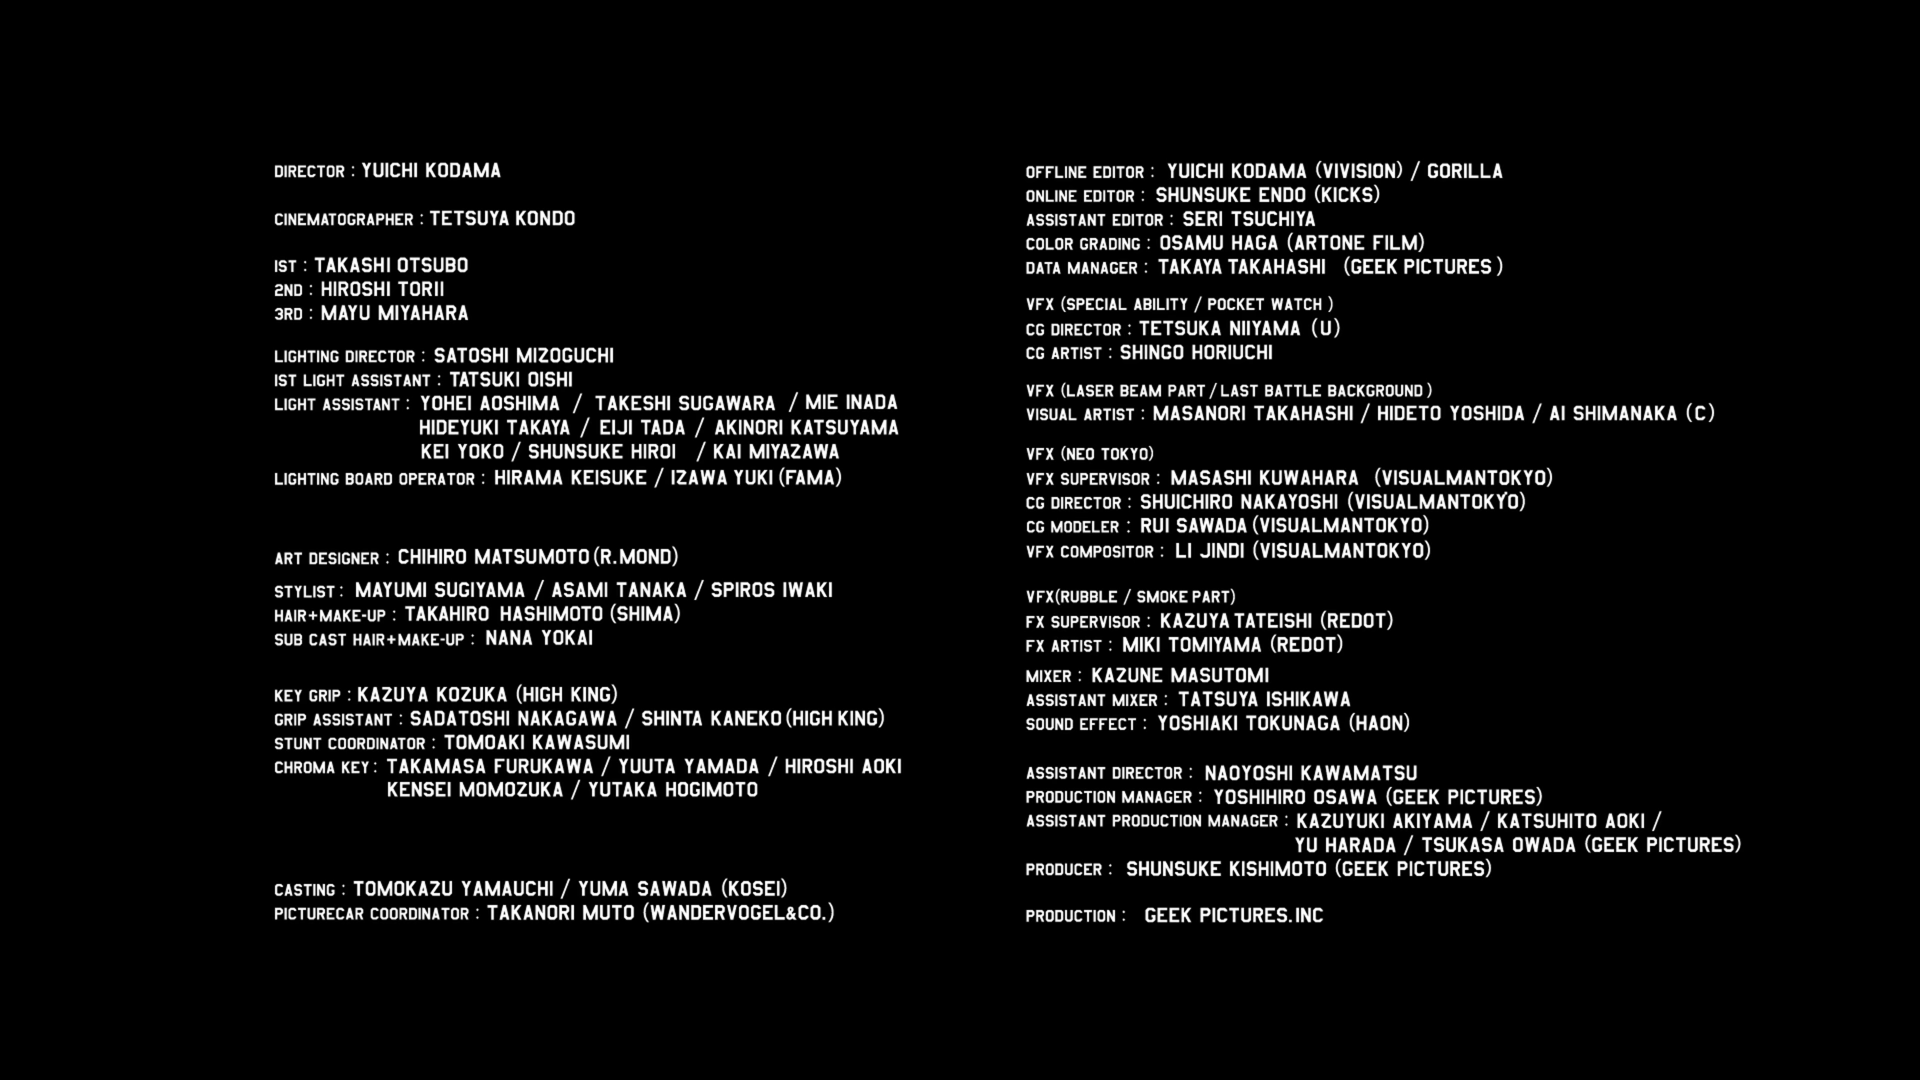 DIRECTOR : YUICHI KODAMA
CINEMATOGRAPHER : TETSUYA KONDO
1ST : TAKASHI OTSUBO
2ND : HIROSHI TORII
3RD : MAYU MIYAHARA
LIGHTING DIRECTOR : SATOSHI MIZOGUCHI
1ST LIGHT ASSISTANT : TATSUKI OISHI
LIGHT ASSISTANT : YOHEI AOSHIMA / TAKESHI SUGAWARA / MIE INADA
HIDEYUKI TAKAYA / EIJI TADA / AKINORI KATSUYAMA
KEI YOKO / SHUNSUKE HIROI / KAI MIYAZAWA
LIGHTING BOARD OPERATOR : HIRAMA KEISUKE / IZAWA YUKI (FAMA)
ART DESIGNER : CHIHIRO MATSUMOTO (R.MOND)
STYLIST : MAYUMI SUGIYAMA / ASAMI TANAKA / SPIROS IWAKI
HAIR+MAKE-UP : TAKAHIRO HASHIMOTO (SHIMA)
SUB CAST HAIR+MAKE-UP : NANA YOKAI
KEY GRIP : KAZUYA KOZUKA (HIGH KING)
GRIP ASSISTANT : SADATOSHI NAKAGAWA / SHINTA KANEKO (HIGH KING)
STUNT COORDINATOR : TOMOAKI KAWASUMI
CHROMA KEY : TAKAMASA FURUKAWA / YUUTA YAMADA / HIROSHI AOKI
KENSEI MOMOZUKA / YUTAKA HOGIMOTO
CASTING : TOMOKAZU YAMAUCHI / YUMA SAWADA (KOSEI)
PICTURECAR COORDINATOR : TAKANORI MUTO (WANDERVOGEL&CO.)
OFFLINE EDITOR : YUICHI KODAMA (VIVISION) / GORILLA
ONLINE EDITOR : SHUNSUKE ENDO (KICKS)
ASSISTANT EDITOR : SERI TSUCHIYA
COLOR GRADING : OSAMU HAGA (ARTONE FILM)
DATA MANAGER : TAKAYA TAKAHASHI (GEEK PICTURES )
VFX (SPECIAL ABILITY / POCKET WATCH )
CG DIRECTOR : TETSUKA NIIYAMA (U)
CG ARTIST : SHINGO HORIUCHI
VFX (LASER BEAM PART / LAST BATTLE BACKGROUND )
VISUAL ARTIST : MASANORI TAKAHASHI / HIDETO YOSHIDA / AI SHIMANAKA (C)
VFX (NEO TOKYO)
VFX SUPERVISOR : MASASHI KUWAHARA (VISUALMANTOKYO)
CG DIRECTOR : SHUICHIRO NAKAYOSHI (VISUALMANTOKYO)
CG MODELER : RUI SAWADA (VISUALMANTOKYO)
VFX COMPOSITOR : LI JINDI (VISUALMANTOKYO)
VFX(RUBBLE / SMOKE PART)
FX SUPERVISOR : KAZUYA TATEISHI (REDOT)
FX ARTIST : MIKI TOMIYAMA (REDOT)
MIXER : KAZUNE MASUTOMI
ASSISTANT MIXER : TATSUYA ISHIKAWA
SOUND EFFECT : YOSHIAKI TOKUNAGA (HAON)
ASSISTANT DIRECTOR : NAOYOSHI KAWAMATSU
PRODUCTION MANAGER : YOSHIHIRO OSAWA (GEEK PICTURES)
ASSISTANT PRODUCTION MANAGER : KAZUYUKI AKIYAMA / KATSUHITO AOKI /
YU HARADA / TSUKASA OWADA (GEEK PICTURES)
PRODUCER : SHUNSUKE KISHIMOTO (GEEK PICTURES)
PRODUCTION : GEEK PICTURES.INC